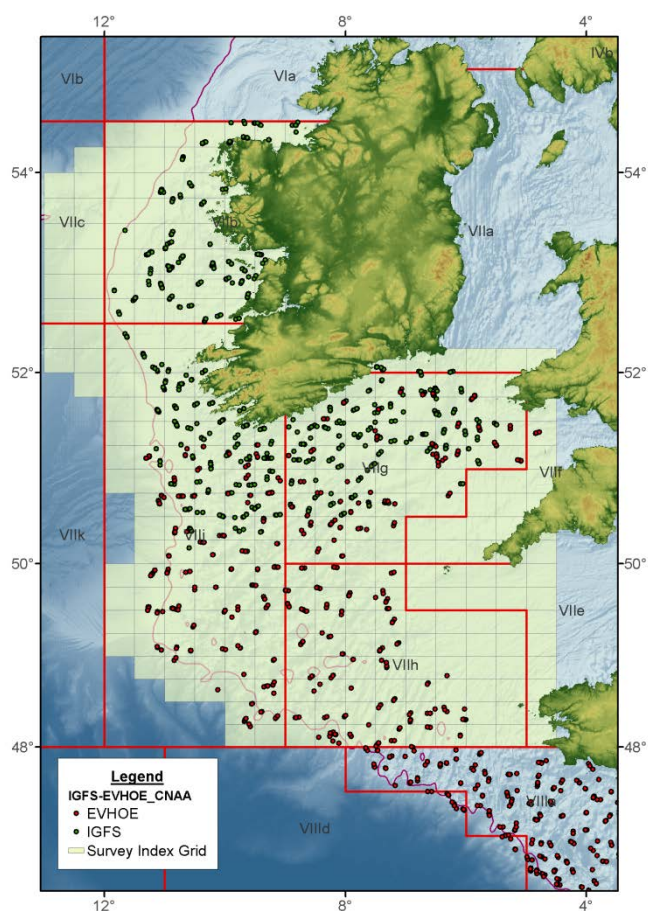 12° 8° 4°
VIb VIa IVb
54° 54°
VIIc VIIb VIIa
52° 52°
VIIg VIIf
VIIk VIIj
50° 50°
VIIe
VIIh
48° 48°
Legend
IGFS-EVHOE_CNAA
EVHOE
IGFS
Survey Index Grid
VIIIa
VIIId
12° 8° 4°